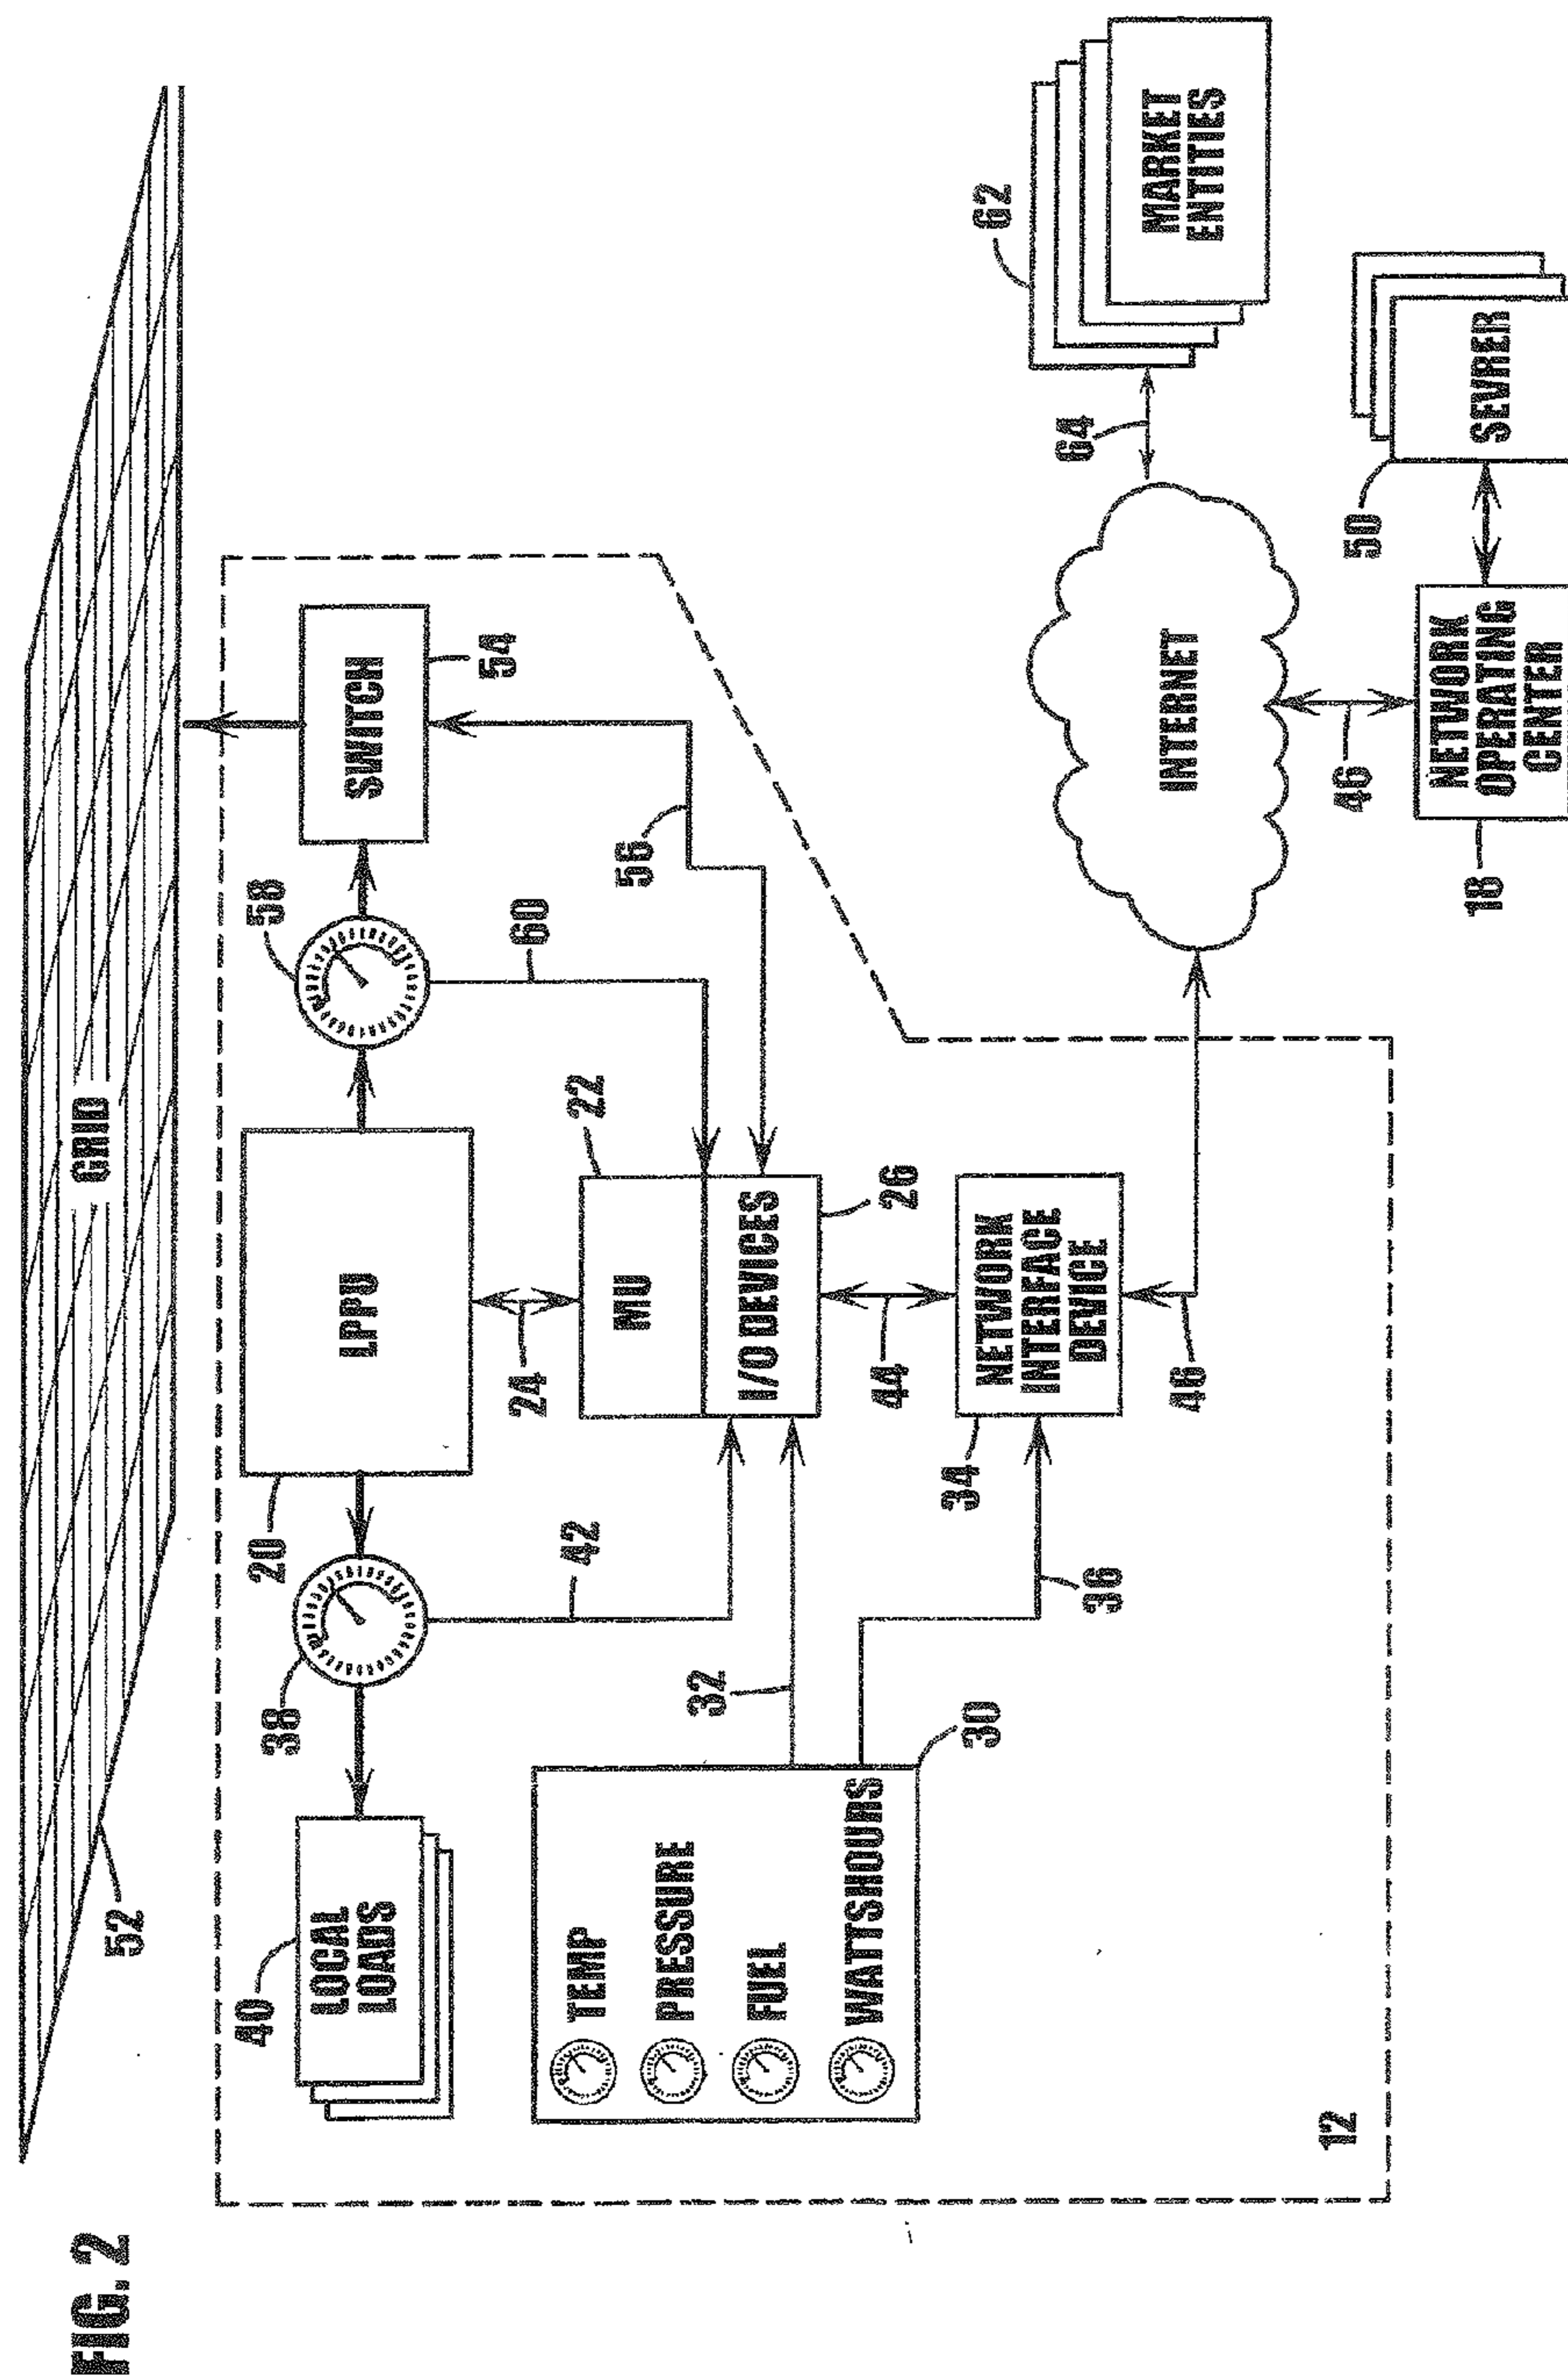 FIG. 2
GRID
52
40
38
20
58
LOCAL
LOADS
LPPU
SWITCH
54
42
24
60
22
TEMP
PRESSURE
FUEL
WATTSHOURS
30
32
MU
I/O DEVICES
26
56
44
34
36
NETWORK
INTERFACE
DEVICE
46
62
64
MARKET
ENTITIES
INTERNET
12
46
50
18
NETWORK
OPERATING
CENTER
SEVRER